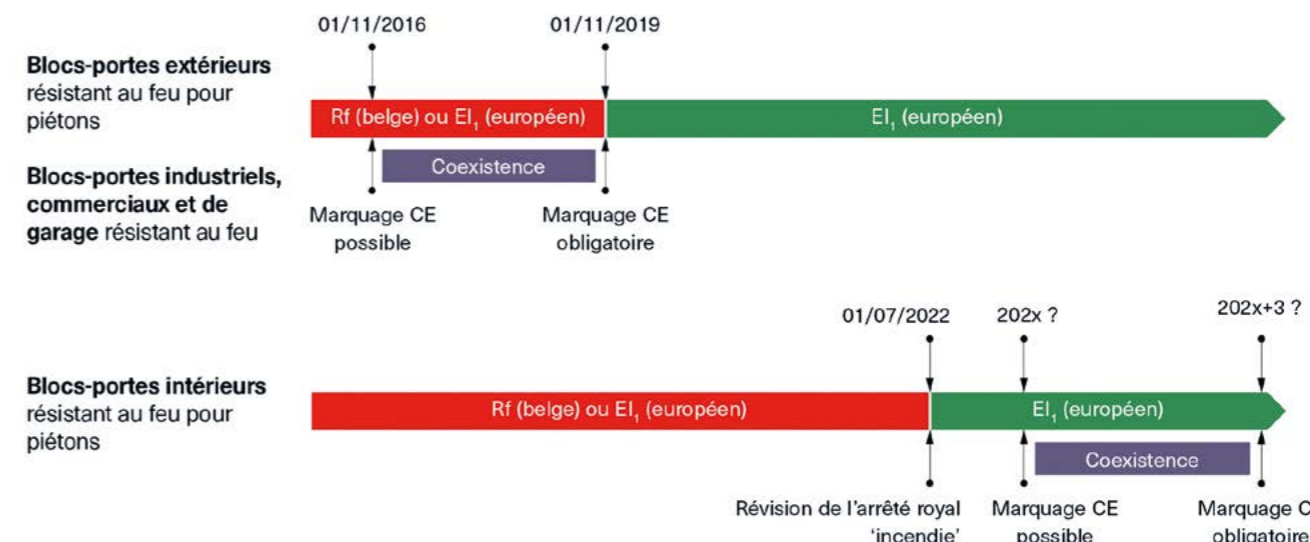 01/11/2016
01/11/2019
Blocs-portes extérieurs
résistant au feu pour
piétons
Rf (belge) ou EI₁ (européen)
EI₁ (européen)
Coexistence
Blocs-portes industriels,
commerciaux et de
garage résistant au feu
Marquage CE
possible
Marquage CE
obligatoire
01/07/2022
202x ?
202x+3 ?
Blocs-portes intérieurs
résistant au feu pour
piétons
Rf (belge) ou EI₁ (européen)
EI₁ (européen)
Coexistence
Révision de l'arrêté royal
'incendie'
Marquage CE
possible
Marquage C
obligatoire